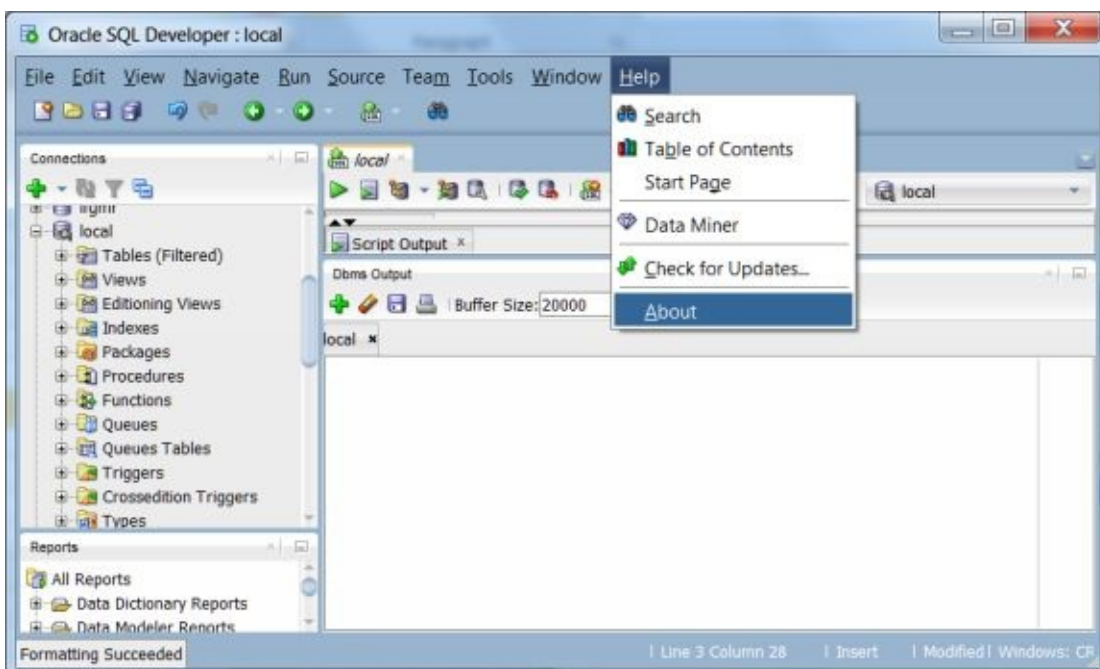 Oracle SQL Developer : local
File Edit View Navigate Run Source Team Tools Window Help
Search
Table of Contents
Start Page
Data Miner
Check for Updates...
About
Connections
local
Tables (Filtered)
Views
Editioning Views
Indexes
Packages
Procedures
Functions
Queues
Queues Tables
Triggers
Crossedition Triggers
Types
Reports
All Reports
Data Dictionary Reports
Data Modeler Reports
local
local
Script Output
Dbms Output
Buffer Size: 20000
local
Formatting Succeeded
Line 3 Column 28 Insert Modified Windows: CR